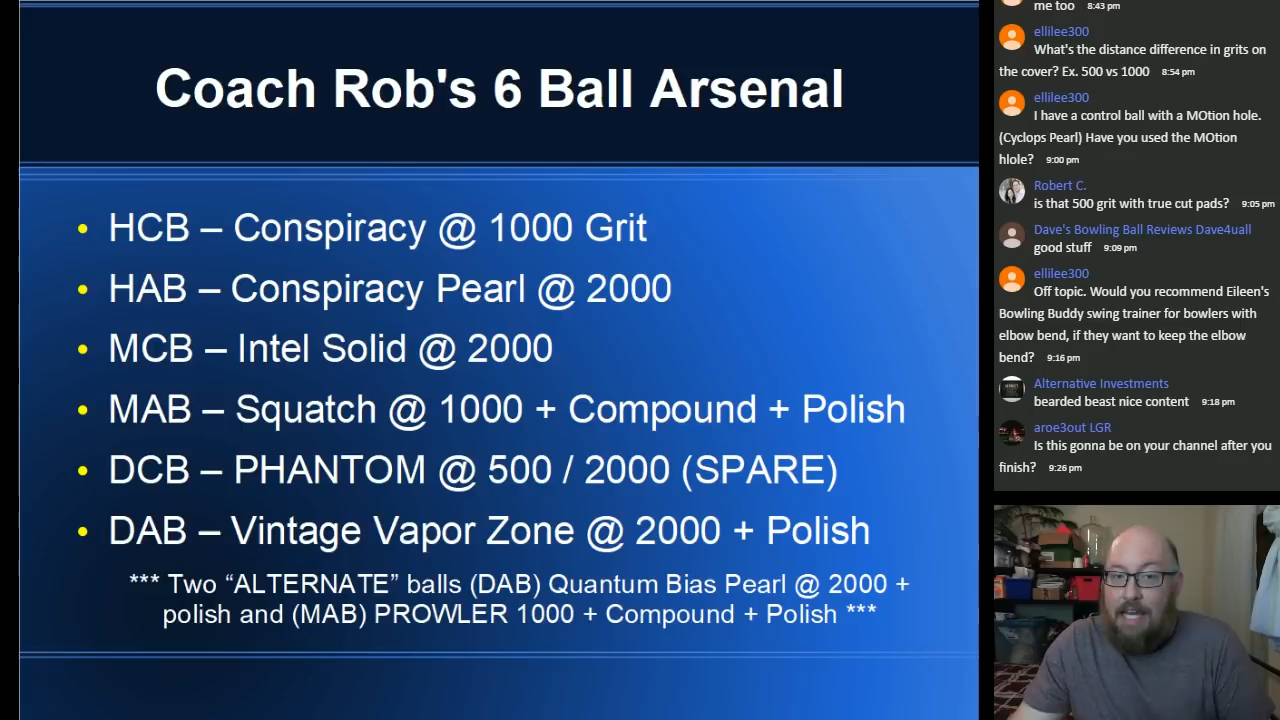 Coach Rob's 6 Ball Arsenal
• HCB – Conspiracy @ 1000 Grit
• HAB – Conspiracy Pearl @ 2000
• MCB – Intel Solid @ 2000
• MAB – Squatch @ 1000 + Compound + Polish
• DCB – PHANTOM @ 500 / 2000 (SPARE)
• DAB – Vintage Vapor Zone @ 2000 + Polish
*** Two “ALTERNATE” balls (DAB) Quantum Bias Pearl @ 2000 +
polish and (MAB) PROWLER 1000 + Compound + Polish ***
me too 8:43 pm
ellilee300
What's the distance difference in grits on
the cover? Ex. 500 vs 1000 8:54 pm
ellilee300
I have a control ball with a MOtion hole.
(Cyclops Pearl) Have you used the MOtion
hlole? 9:00 pm
Robert C.
is that 500 grit with true cut pads? 9:05 pm
Dave's Bowling Ball Reviews Dave4uall
good stuff 9:09 pm
ellilee300
Off topic. Would you recommend Eileen's
Bowling Buddy swing trainer for bowlers with
elbow bend, if they want to keep the elbow
bend? 9:16 pm
Alternative Investments
bearded beast nice content 9:18 pm
aroe3out LGR
Is this gonna be on your channel after you
finish? 9:26 pm